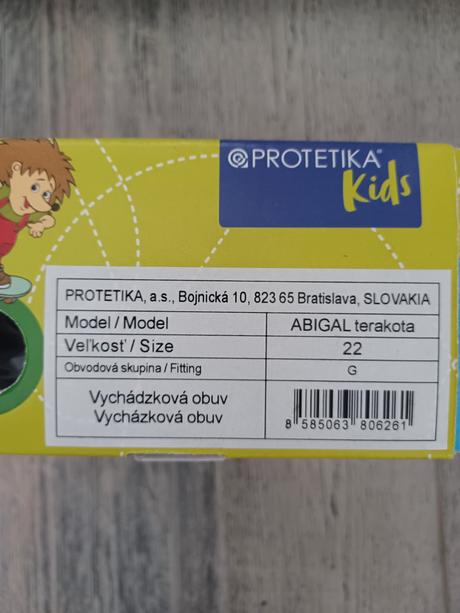 PROTETIKA®
Kids
PROTETIKA, a.s., Bojnická 10, 823 65 Bratislava, SLOVAKIA
Model / Model ABIGAL terakota
Veľkosť / Size 22
Obvodová skupina / Fitting G
Vychádzková obuv
Vycházková obuv
8 585063 806261